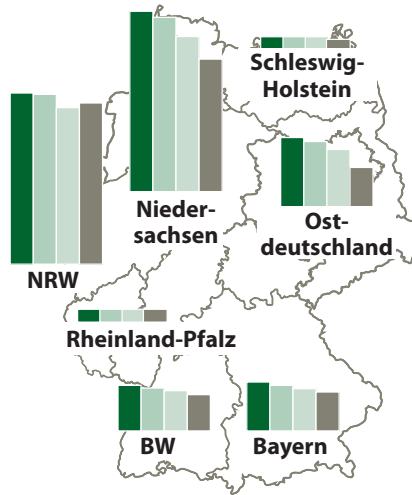 Schleswig-
Holstein
Nieder-
sachsen
Ost-
deutschland
NRW
Rheinland-Pfalz
BW
Bayern